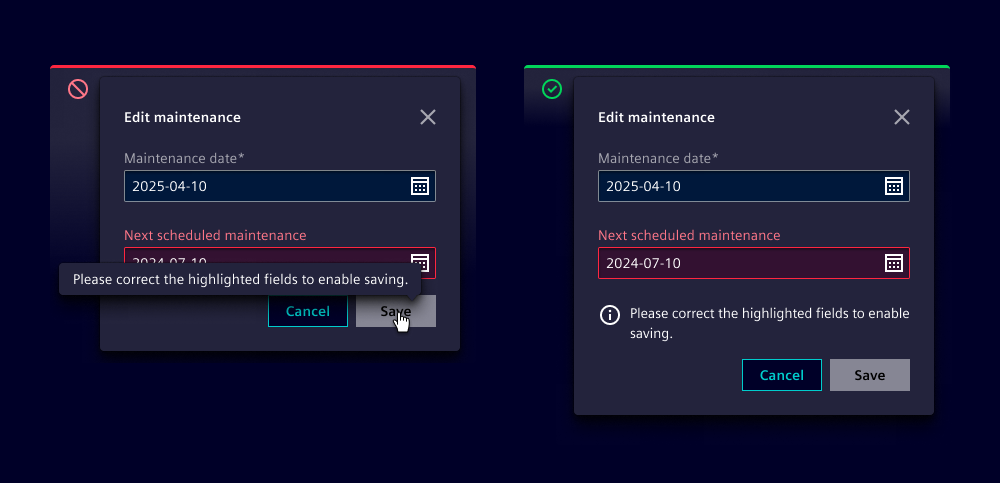 Edit maintenance
Maintenance date*
2025-04-10
Next scheduled maintenance
2024-07-10
Please correct the highlighted fields to enable saving.
Cancel
Save
Edit maintenance
Maintenance date*
2025-04-10
Next scheduled maintenance
2024-07-10
Please correct the highlighted fields to enable
saving.
Cancel
Save